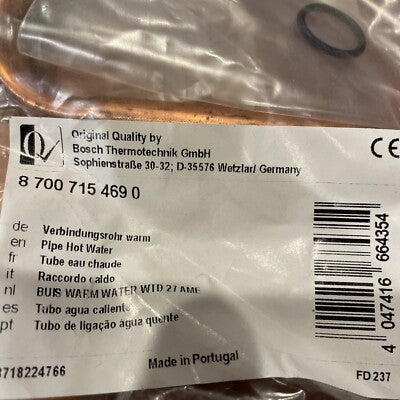 Original Quality by
Bosch Thermotechnik GmbH
Sophienstraße 30-32; D-35576 Wetzlar/ Germany
CE
8 700 715 469 0
de Verbindungsrohr warm
en Pipe Hot Water
fr Tube eau chaude
it Raccordo caldo
nl BUIS WARM WATER WTD 27 AME
es Tubo agua caliente
pt Tubo de ligação água quente
4 047416 664354
Made in Portugal
8718224766
FD 237